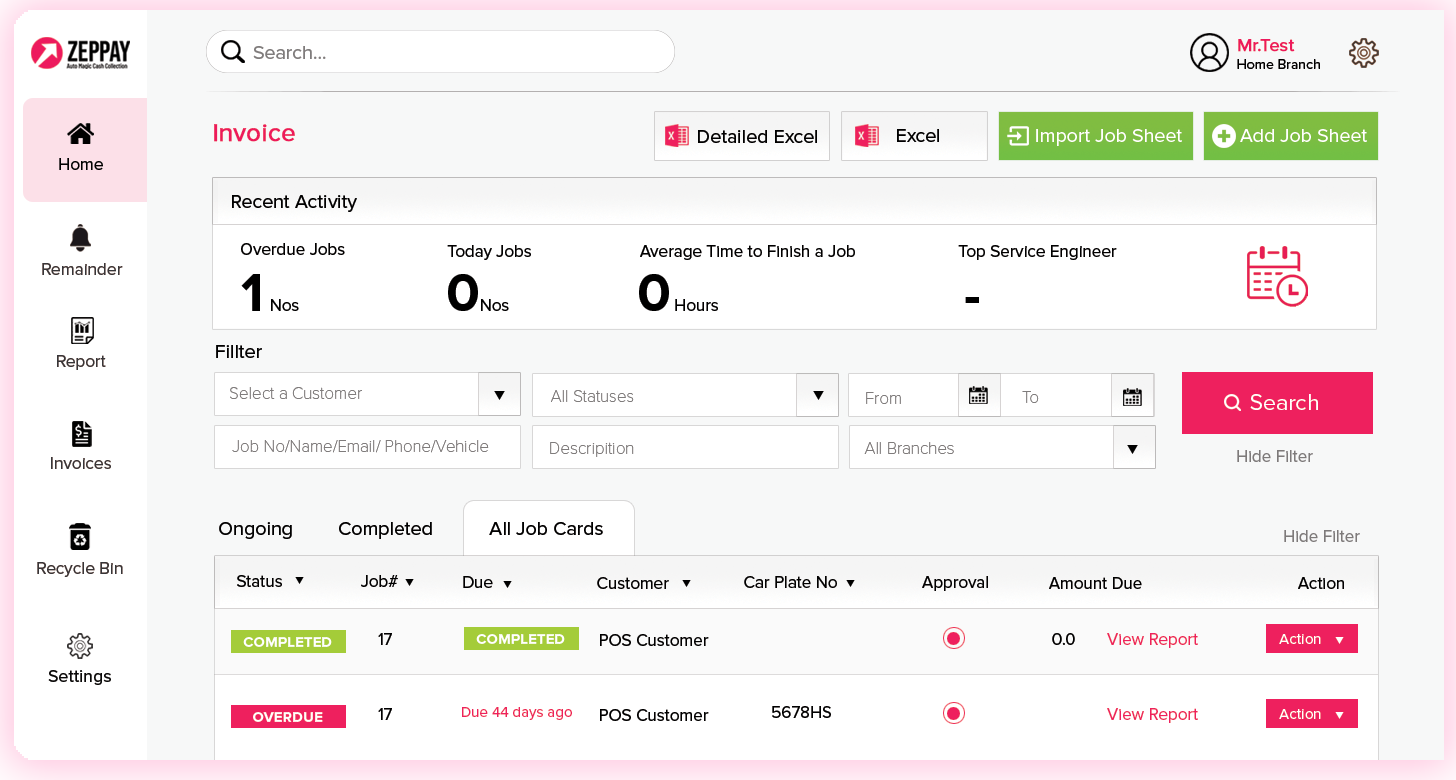 ZEPPAY
Auto Magic Cash Collection
Search...
Mr.Test
Home Branch
Home
Remainder
Report
Invoices
Recycle Bin
Settings
Invoice
Detailed Excel
Excel
Import Job Sheet
Add Job Sheet
Recent Activity
Overdue Jobs
1 Nos
Today Jobs
0 Nos
Average Time to Finish a Job
0 Hours
Top Service Engineer
-
Fillter
Select a Customer
All Statuses
From
To
Search
Job No/Name/Email/ Phone/Vehicle
Descripition
All Branches
Hide Filter
Ongoing
Completed
All Job Cards
Hide Filter
Status Job# Due Customer Car Plate No Approval Amount Due Action
COMPLETED 17 COMPLETED POS Customer 0.0 View Report Action
OVERDUE 17 Due 44 days ago POS Customer 5678HS View Report Action